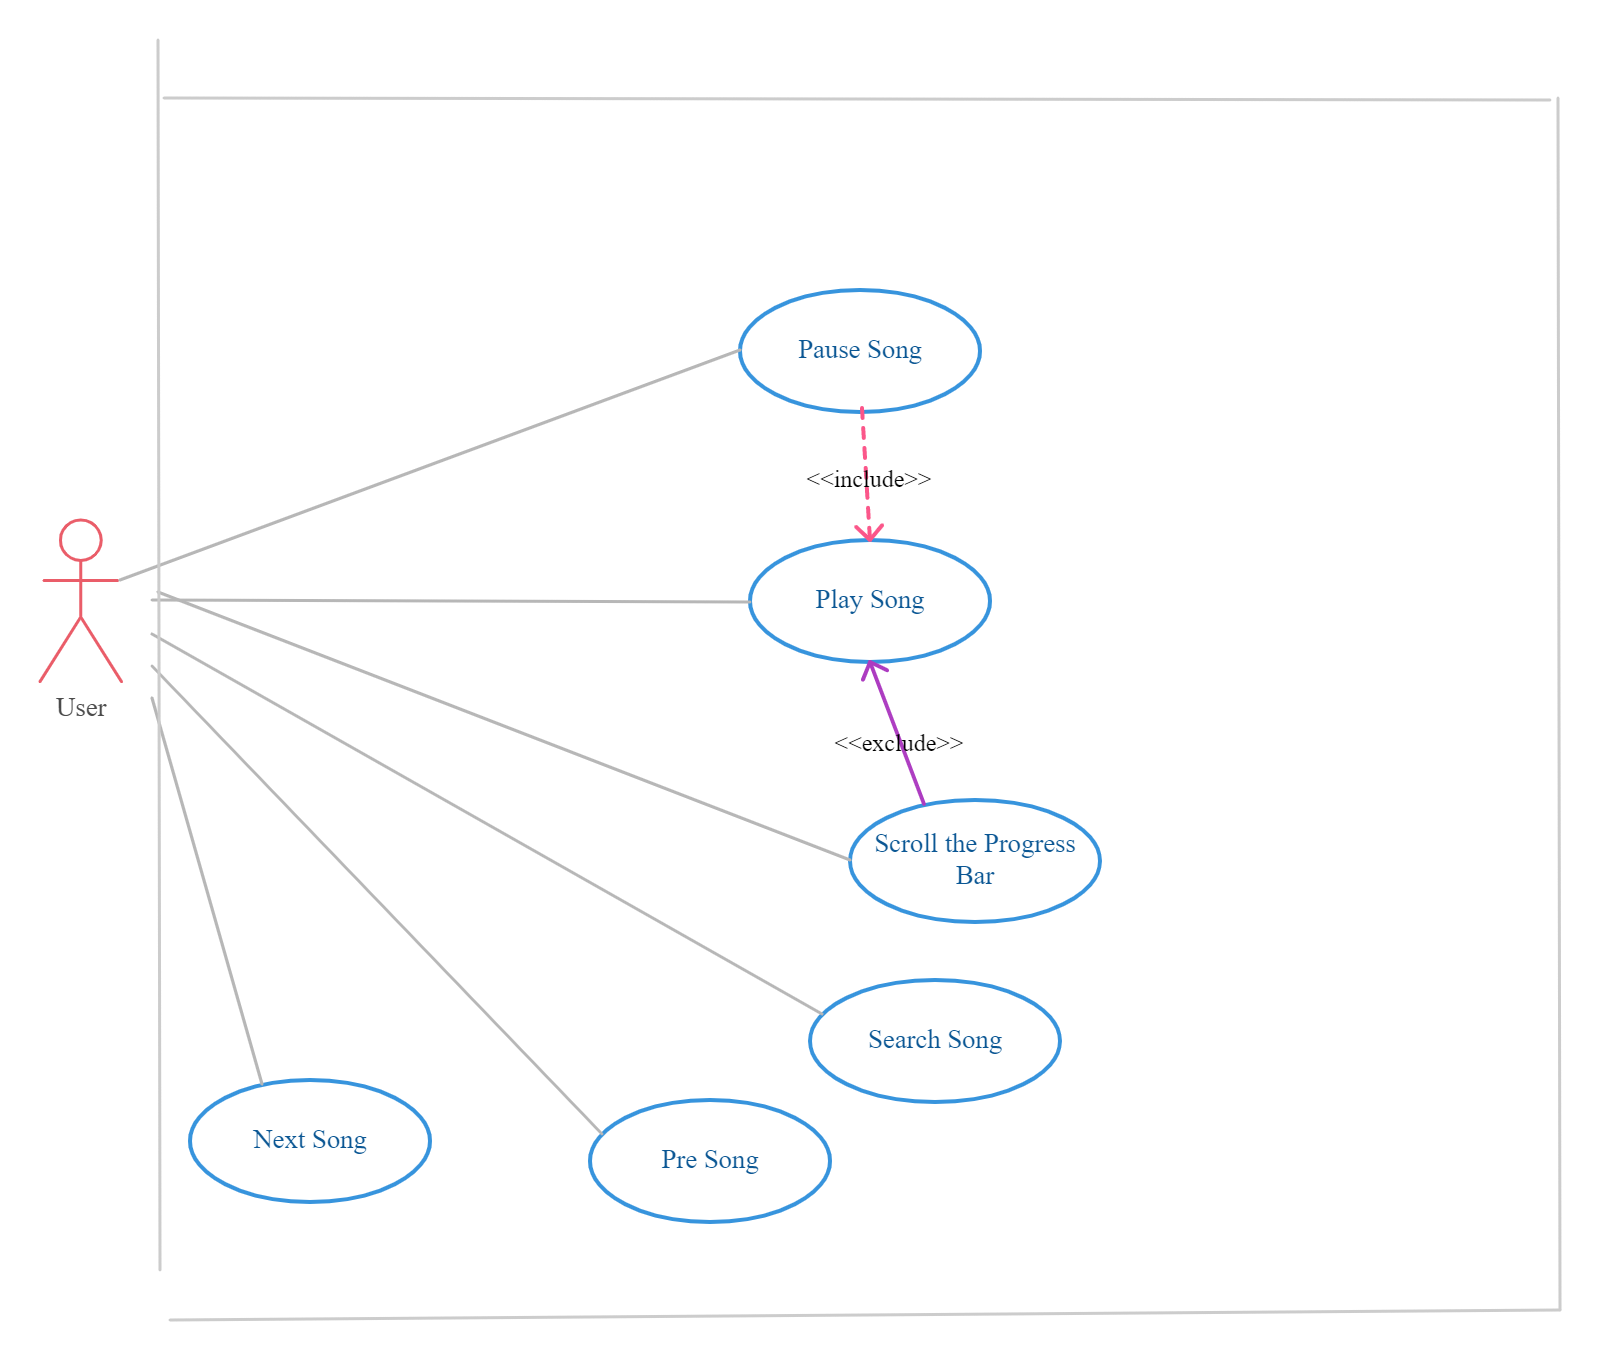 Pause Song
<<include>>
Play Song
User
<<exclude>>
Scroll the Progress
Bar
Search Song
Next Song
Pre Song